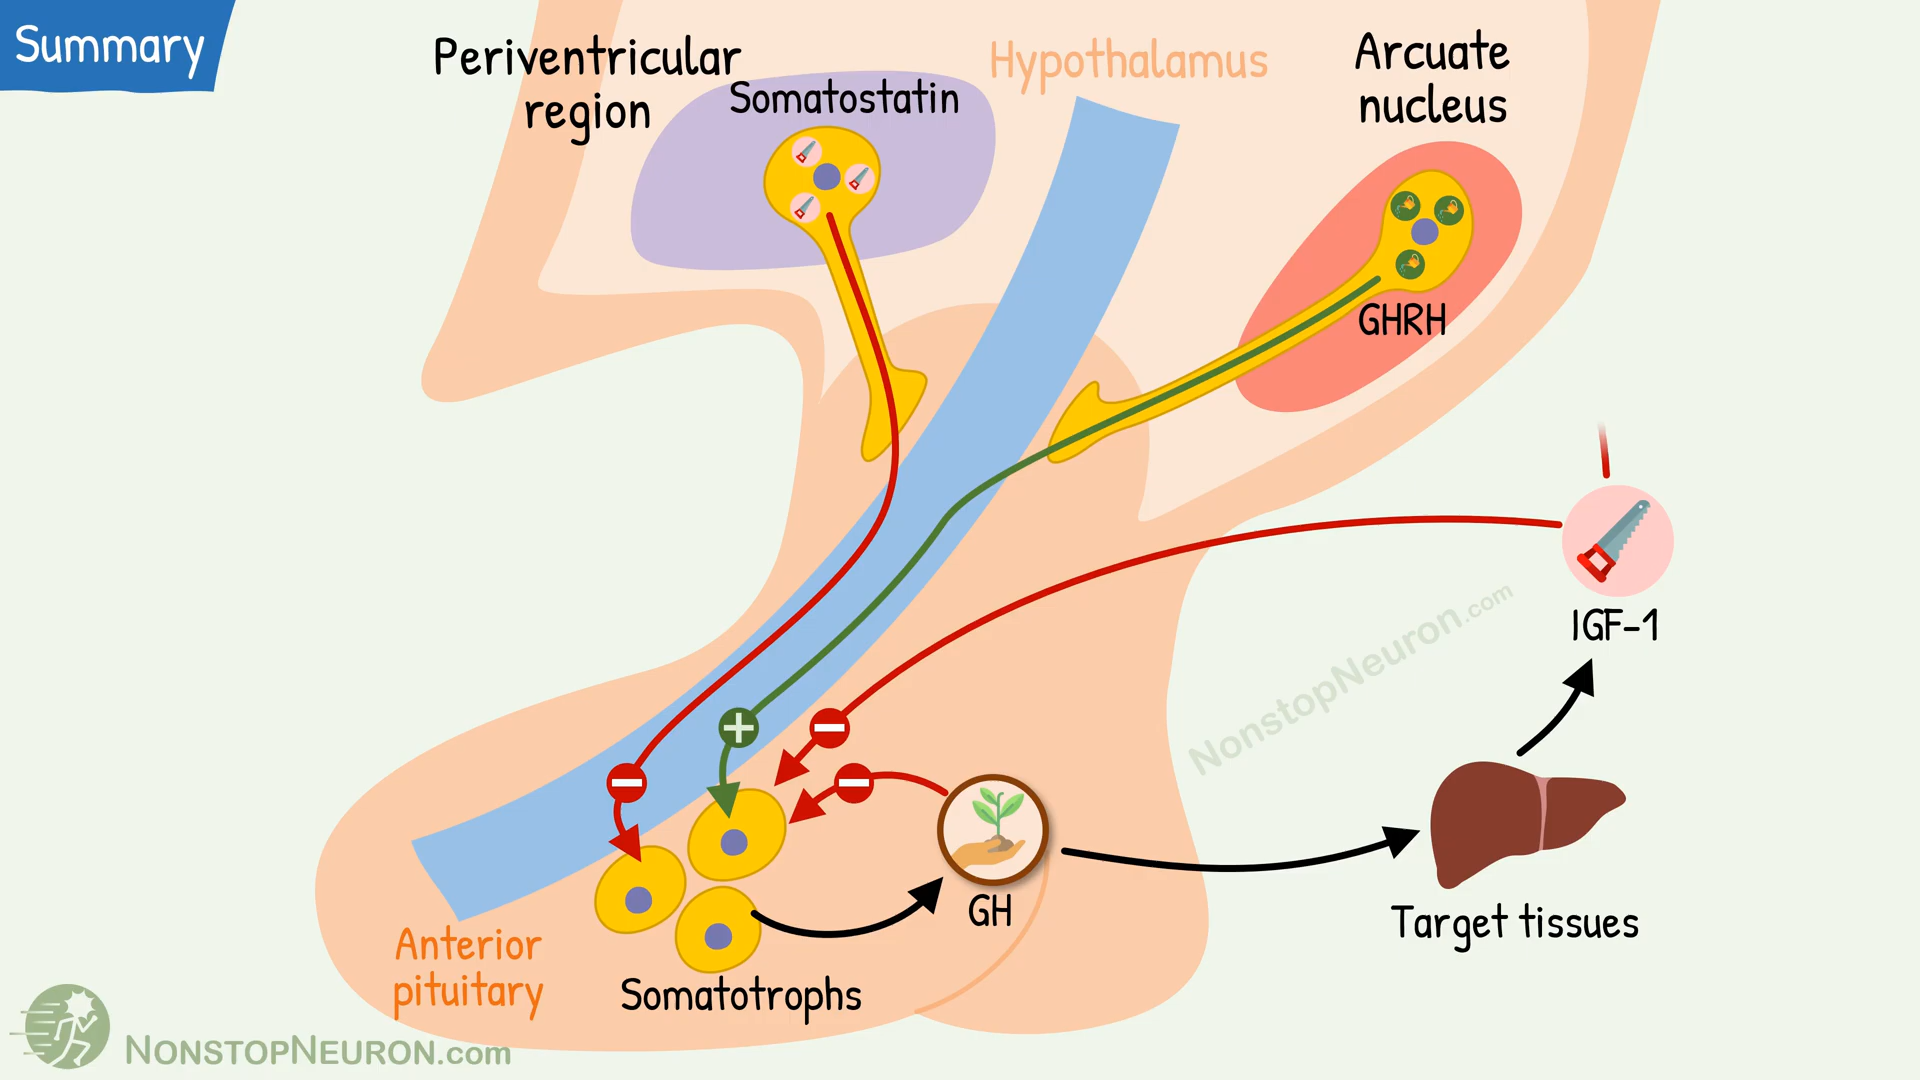 Summary
Periventricular
region
Somatostatin
Hypothalamus
Arcuate
nucleus
GHRH
IGF-1
NonstopNeuron.com
GH
Target tissues
Anterior
pituitary
Somatotrophs
NONSTOPNEURON.com